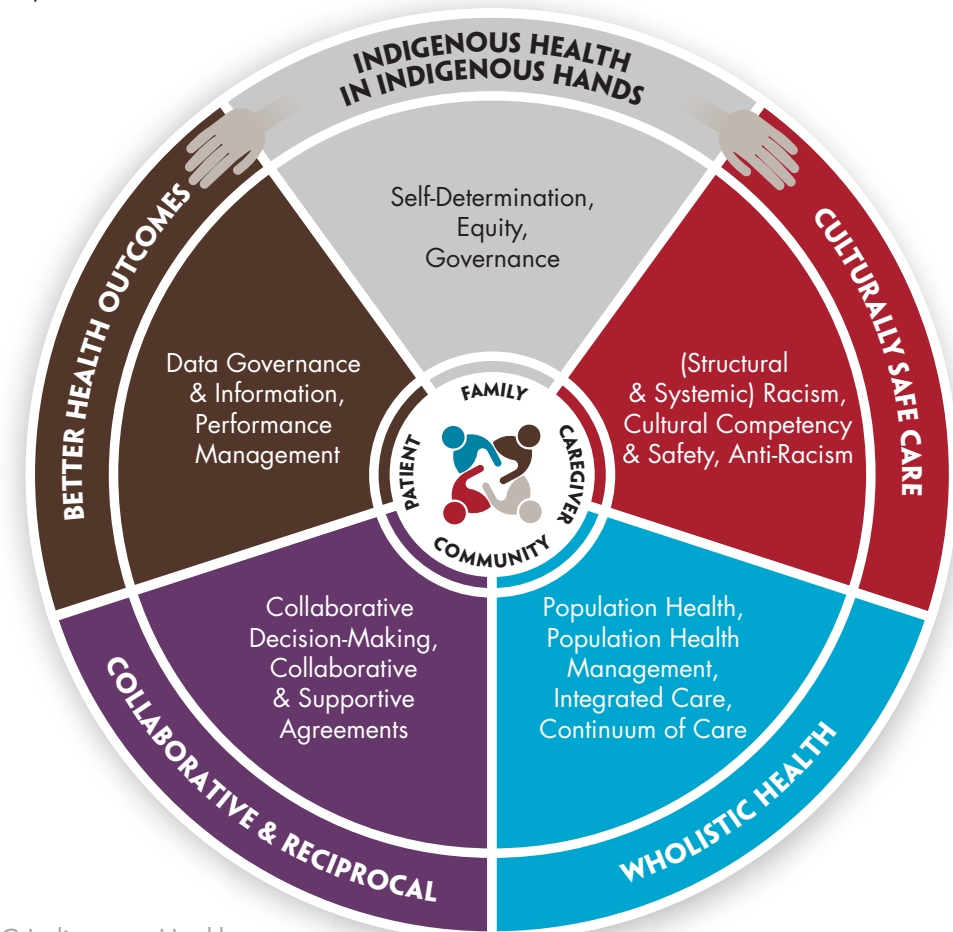 INDIGENOUS HEALTH
IN INDIGENOUS HANDS
Self-Determination,
Equity,
Governance
CULTURALLY SAFE CARE
(Structural
& Systemic) Racism,
Cultural Competency
& Safety, Anti-Racism
WHOLISTIC HEALTH
Population Health,
Population Health
Management,
Integrated Care,
Continuum of Care
COLLABORATIVE & RECIPROCAL
Collaborative
Decision-Making,
Collaborative
& Supportive
Agreements
BETTER HEALTH OUTCOMES
Data Governance
& Information,
Performance
Management
FAMILY
CAREGIVER
COMMUNITY
PATIENT